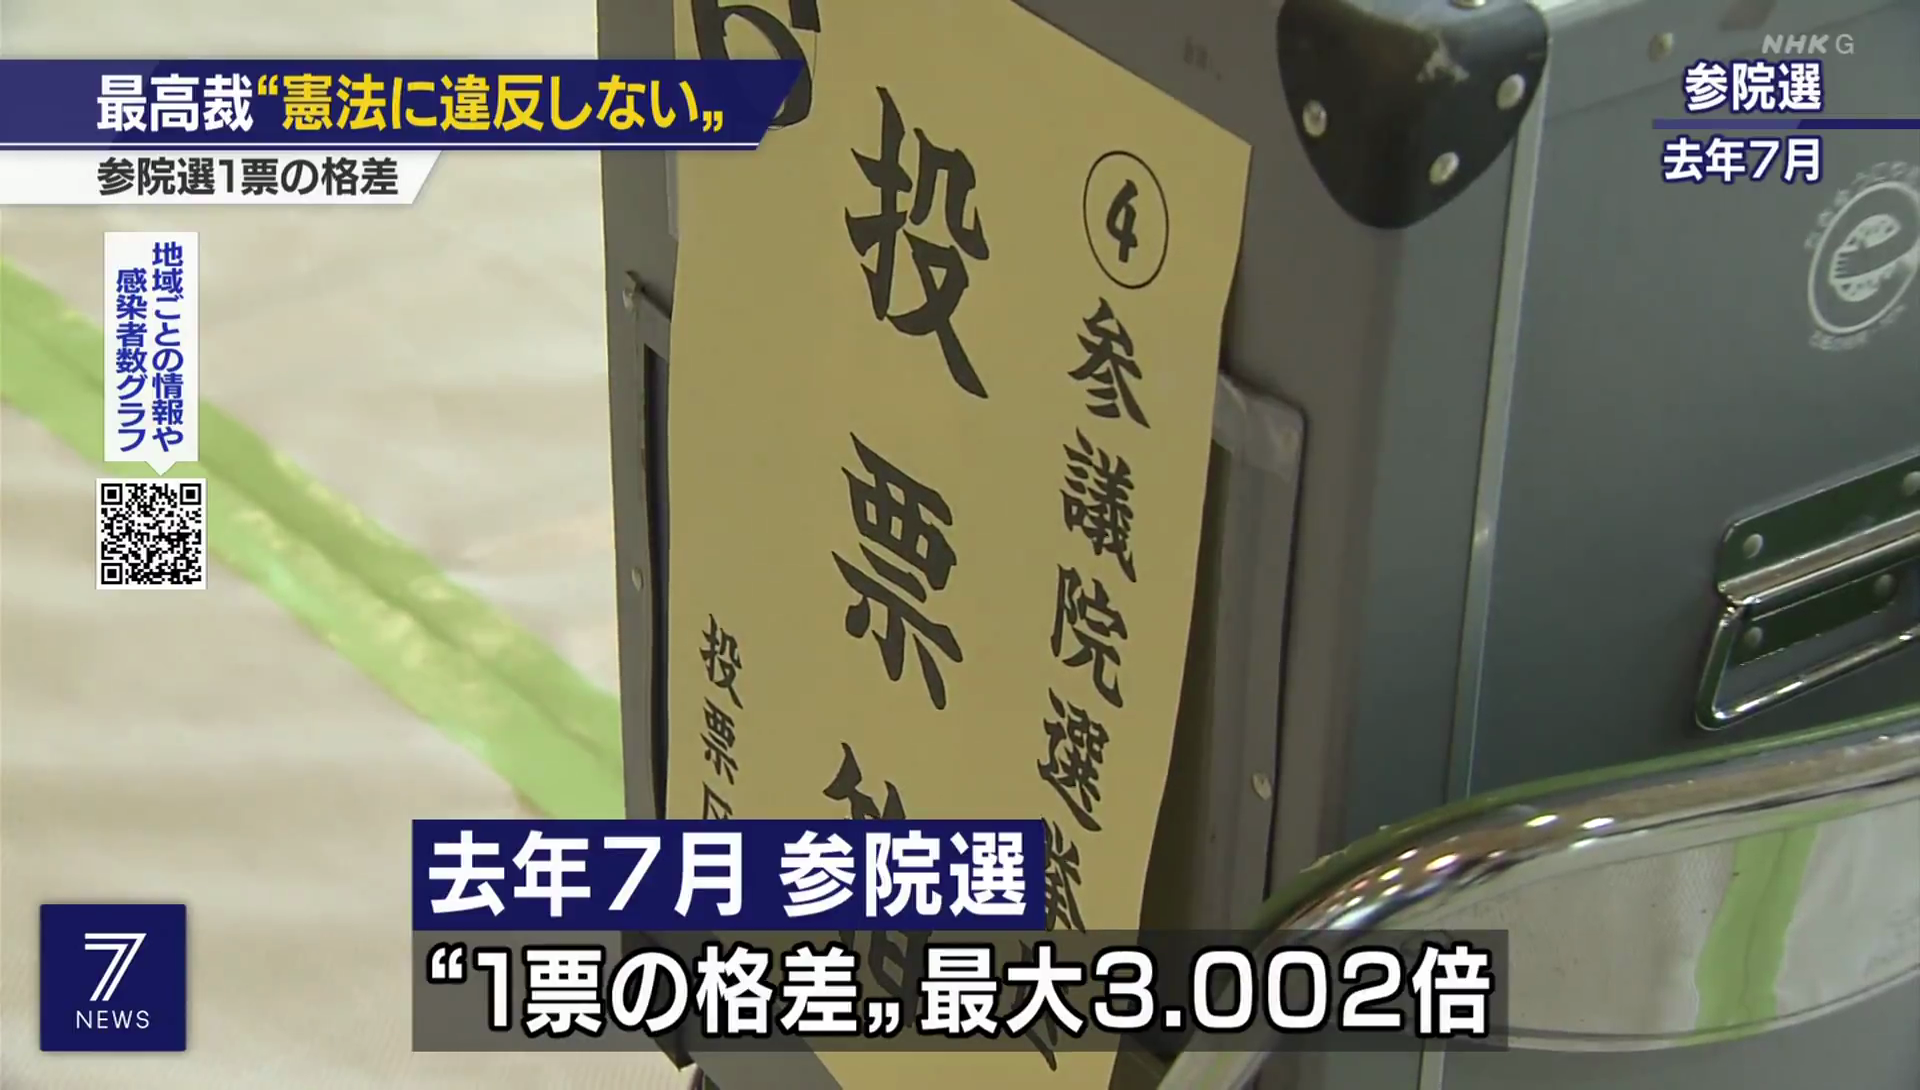 NHK G
最高裁“憲法に違反しない„
参院選1票の格差
参院選
去年7月
地域ごとの情報や
感染者数グラフ
④参議院選挙
投票箱
投票
去年7月 参院選
“1票の格差„最大3.002倍
7
NEWS